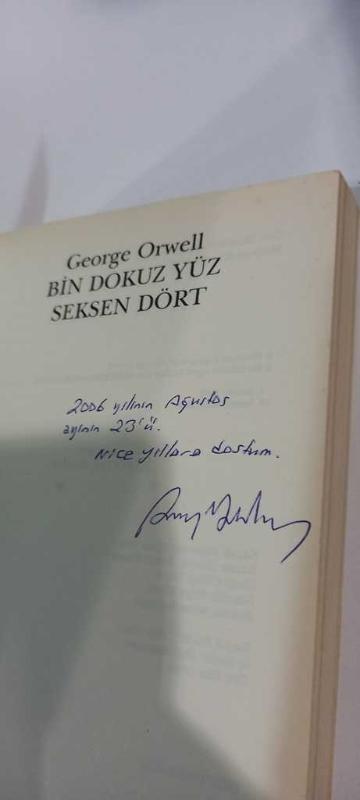 George Orwell
BİN DOKUZ YÜZ
SEKSEN DÖRT
2006 yılının Ağustos
ayının 23'ü.
Nice yıllara dostum.